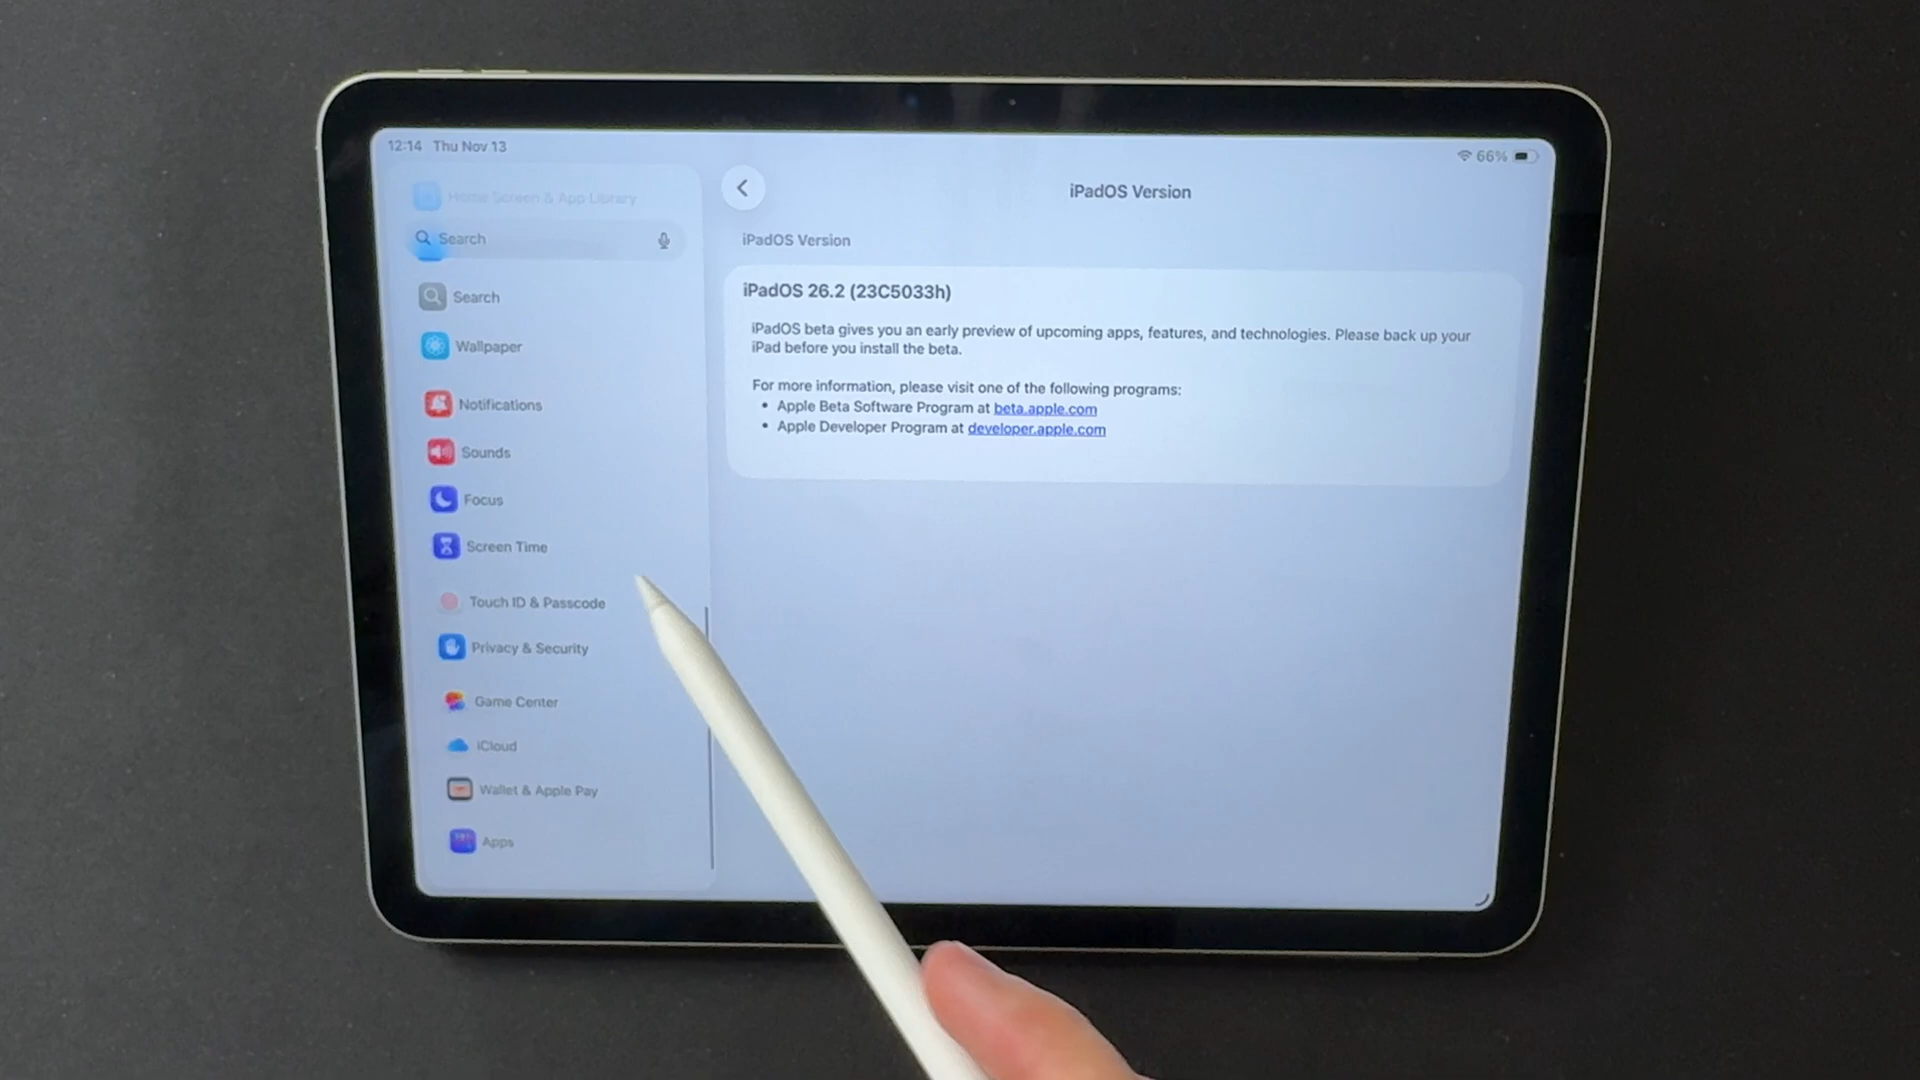 12:14 Thu Nov 13
66%
Home Screen & App Library
Search
Search
Wallpaper
Notifications
Sounds
Focus
Screen Time
Touch ID & Passcode
Privacy & Security
Game Center
iCloud
Wallet & Apple Pay
Apps
iPadOS Version
iPadOS Version
iPadOS 26.2 (23C5033h)
iPadOS beta gives you an early preview of upcoming apps, features, and technologies. Please back up your
iPad before you install the beta.
For more information, please visit one of the following programs:
• Apple Beta Software Program at beta.apple.com
• Apple Developer Program at developer.apple.com